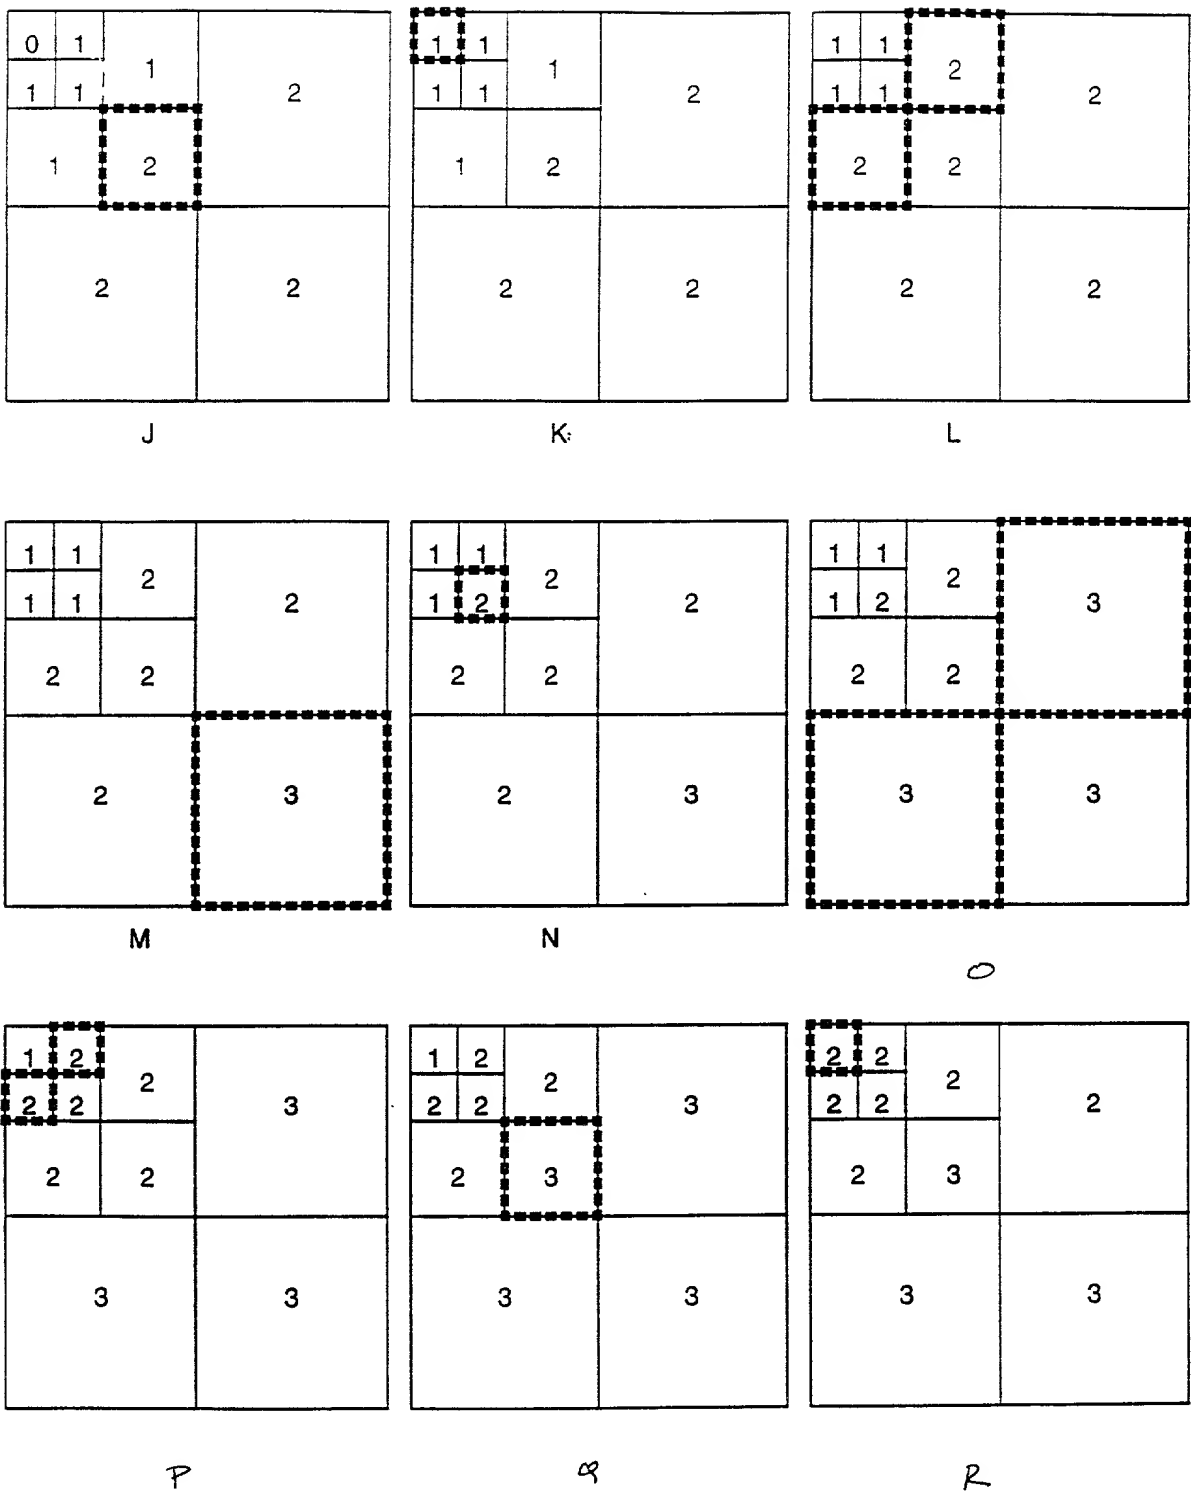 0 1 1 2 1 1 2 1 1 1 1 2
1 1 1 1 1 1
1 2 1 2 2 2
2 2 2 2 2 2
J K: L
1 1 2 2 1 1 2 2 1 1 2 3
1 1 1 2 1 2
2 2 2 2 2 2
2 3 2 3 3 3
M N
O
1 2 2 3 1 2 2 3 2 2 2 2
2 2 2 2 2 2
2 2 2 3 2 3
3 3 3 3 3 3
P Q R